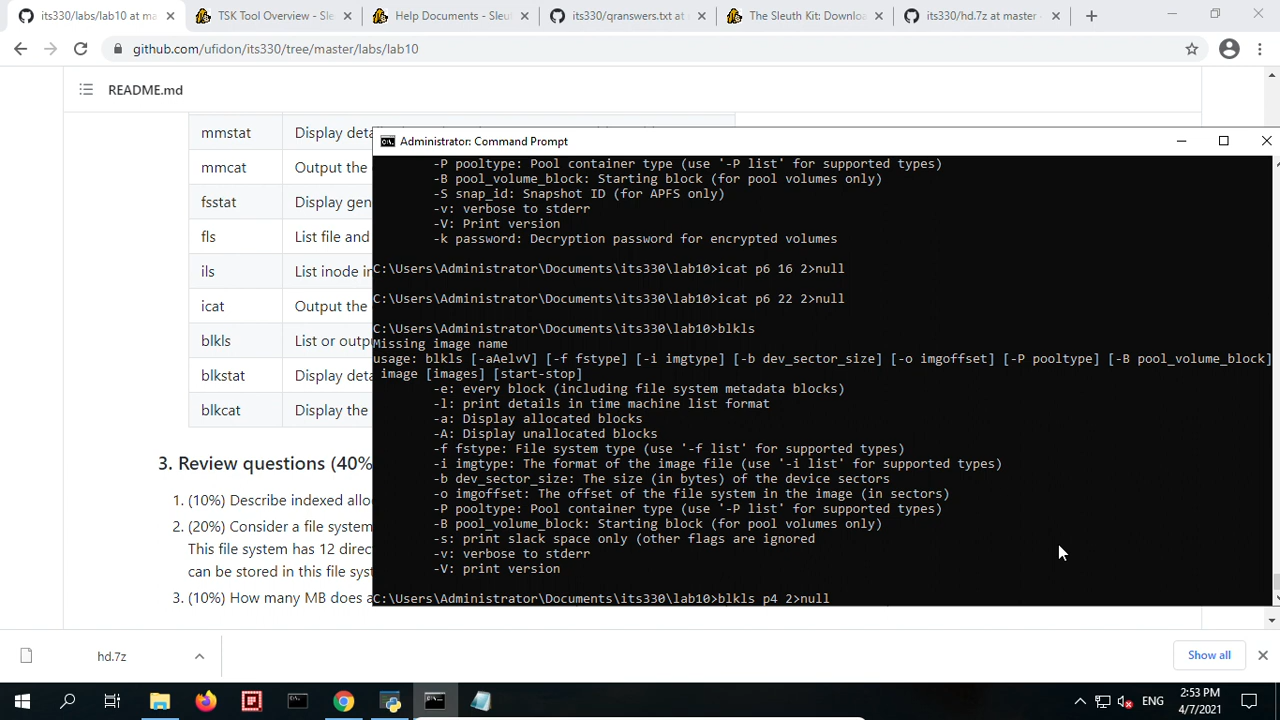 its330/labs/lab10 at ma
TSK Tool Overview - Sle
Help Documents - Sleuth
its330/qranswers.txt at
The Sleuth Kit: Downloa
its330/hd.7z at master ·
github.com/ufidon/its330/tree/master/labs/lab10
README.md
mmstat Display deta
mmcat Output the
fsstat Display gen
fls List file and
ils List inode in
icat Output the
blkls List or outp
blkstat Display deta
blkcat Display the
3. Review questions (40%
1. (10%) Describe indexed allo
2. (20%) Consider a file system
This file system has 12 direc
can be stored in this file syst
3. (10%) How many MB does a
Administrator: Command Prompt
-P pooltype: Pool container type (use '-P list' for supported types)
-B pool_volume_block: Starting block (for pool volumes only)
-S snap_id: Snapshot ID (for APFS only)
-v: verbose to stderr
-V: Print version
-k password: Decryption password for encrypted volumes
C:\Users\Administrator\Documents\its330\lab10>icat p6 16 2>null
C:\Users\Administrator\Documents\its330\lab10>icat p6 22 2>null
C:\Users\Administrator\Documents\its330\lab10>blkls
Missing image name
usage: blkls [-aAelvV] [-f fstype] [-i imgtype] [-b dev_sector_size] [-o imgoffset] [-P pooltype] [-B pool_volume_block]
image [images] [start-stop]
-e: every block (including file system metadata blocks)
-l: print details in time machine list format
-a: Display allocated blocks
-A: Display unallocated blocks
-f fstype: File system type (use '-f list' for supported types)
-i imgtype: The format of the image file (use '-i list' for supported types)
-b dev_sector_size: The size (in bytes) of the device sectors
-o imgoffset: The offset of the file system in the image (in sectors)
-P pooltype: Pool container type (use '-P list' for supported types)
-B pool_volume_block: Starting block (for pool volumes only)
-s: print slack space only (other flags are ignored
-v: verbose to stderr
-V: print version
C:\Users\Administrator\Documents\its330\lab10>blkls p4 2>null
hd.7z
Show all
ENG
2:53 PM
4/7/2021